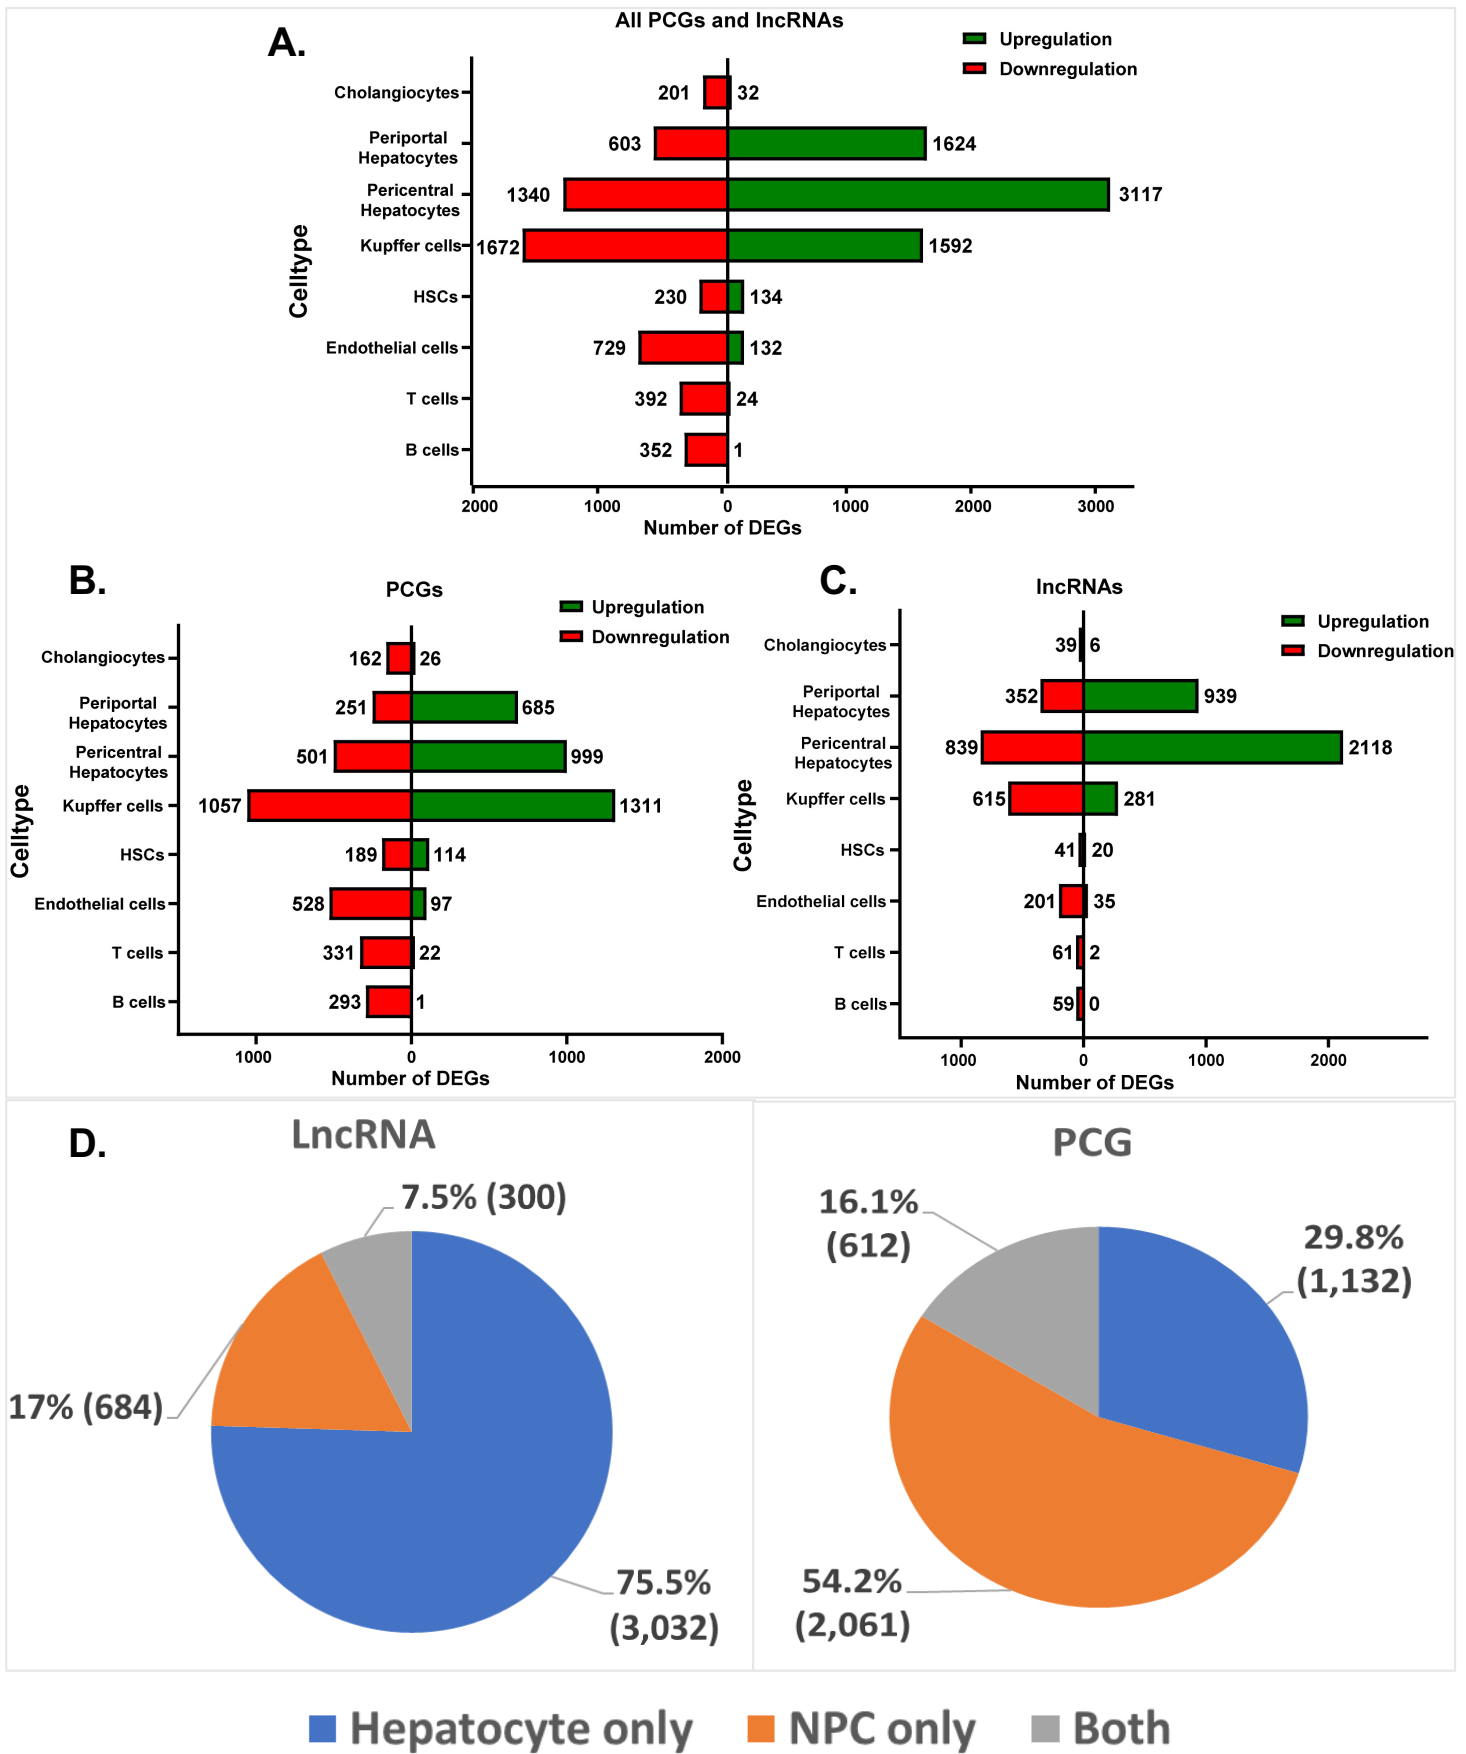 A.
All PCGs and lncRNAs
Upregulation
Downregulation
Cholangiocytes
201
32
Periportal
Hepatocytes
603
1624
Pericentral
Hepatocytes
1340
3117
Kupffer cells
1672
1592
HSCs
230
134
Endothelial cells
729
132
T cells
392
24
B cells
352
1
Celltype
2000
1000
0
1000
2000
3000
Number of DEGs
B.
PCGs
Upregulation
Downregulation
Cholangiocytes
162
26
Periportal
Hepatocytes
251
685
Pericentral
Hepatocytes
501
999
Kupffer cells
1057
1311
HSCs
189
114
Endothelial cells
528
97
T cells
331
22
B cells
293
1
Celltype
1000
0
1000
2000
Number of DEGs
C.
lncRNAs
Upregulation
Downregulation
Cholangiocytes
39
6
Periportal
Hepatocytes
352
939
Pericentral
Hepatocytes
839
2118
Kupffer cells
615
281
HSCs
41
20
Endothelial cells
201
35
T cells
61
2
B cells
59
0
Celltype
1000
0
1000
2000
Number of DEGs
D.
LncRNA
7.5% (300)
17% (684)
75.5%
(3,032)
PCG
16.1%
(612)
29.8%
(1,132)
54.2%
(2,061)
Hepatocyte only
NPC only
Both